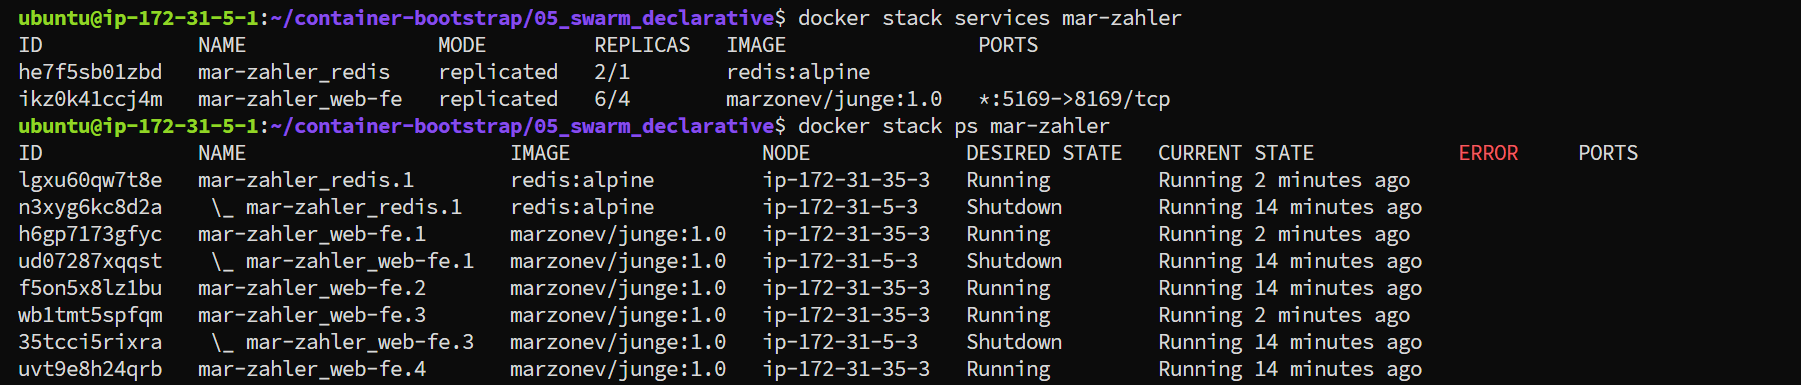 ubuntu@ip-172-31-5-1:~/container-bootstrap/05_swarm_declarative$ docker stack services mar-zahler
ID             NAME                MODE         REPLICAS   IMAGE                PORTS
he7f5sb01zbd   mar-zahler_redis    replicated   2/1        redis:alpine
ikz0k41ccj4m   mar-zahler_web-fe   replicated   6/4        marzonev/junge:1.0   *:5169->8169/tcp
ubuntu@ip-172-31-5-1:~/container-bootstrap/05_swarm_declarative$ docker stack ps mar-zahler
ID             NAME                      IMAGE                NODE             DESIRED STATE   CURRENT STATE            ERROR     PORTS
lgxu60qw7t8e   mar-zahler_redis.1        redis:alpine         ip-172-31-35-3   Running         Running 2 minutes ago
n3xyg6kc8d2a    \_ mar-zahler_redis.1    redis:alpine         ip-172-31-5-3    Shutdown        Running 14 minutes ago
h6gp7173gfyc   mar-zahler_web-fe.1       marzonev/junge:1.0   ip-172-31-35-3   Running         Running 2 minutes ago
ud07287xqqst    \_ mar-zahler_web-fe.1   marzonev/junge:1.0   ip-172-31-5-3    Shutdown        Running 14 minutes ago
f5on5x8lz1bu   mar-zahler_web-fe.2       marzonev/junge:1.0   ip-172-31-35-3   Running         Running 14 minutes ago
wb1tmt5spfqm   mar-zahler_web-fe.3       marzonev/junge:1.0   ip-172-31-35-3   Running         Running 2 minutes ago
35tcci5rixra    \_ mar-zahler_web-fe.3   marzonev/junge:1.0   ip-172-31-5-3    Shutdown        Running 14 minutes ago
uvt9e8h24qrb   mar-zahler_web-fe.4       marzonev/junge:1.0   ip-172-31-35-3   Running         Running 14 minutes ago